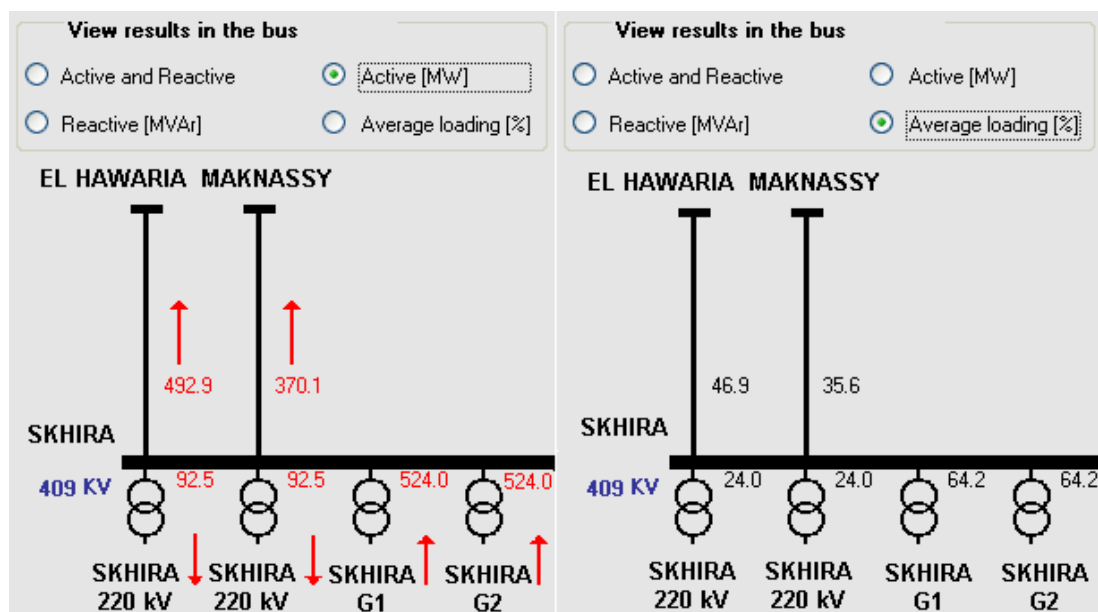 View results in the bus
Active and Reactive
Active [MW]
Reactive [MVAr]
Average loading [%]
EL HAWARIA MAKNASSY
492.9
370.1
SKHIRA
409 KV
92.5
92.5
524.0
524.0
SKHIRA
220 kV
SKHIRA
220 kV
SKHIRA
G1
SKHIRA
G2
View results in the bus
Active and Reactive
Active [MW]
Reactive [MVAr]
Average loading [%]
EL HAWARIA MAKNASSY
46.9
35.6
SKHIRA
409 KV
24.0
24.0
64.2
64.2
SKHIRA
220 kV
SKHIRA
220 kV
SKHIRA
G1
SKHIRA
G2